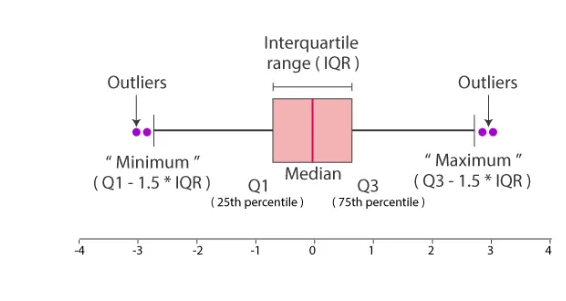 Interquartile
range ( IQR )
Outliers
Outliers
“ Minimum ”
( Q1 - 1.5 * IQR )
Q1
( 25th percentile )
Median
Q3
( 75th percentile )
“ Maximum ”
( Q3 - 1.5 * IQR )
-4 -3 -2 -1 0 1 2 3 4